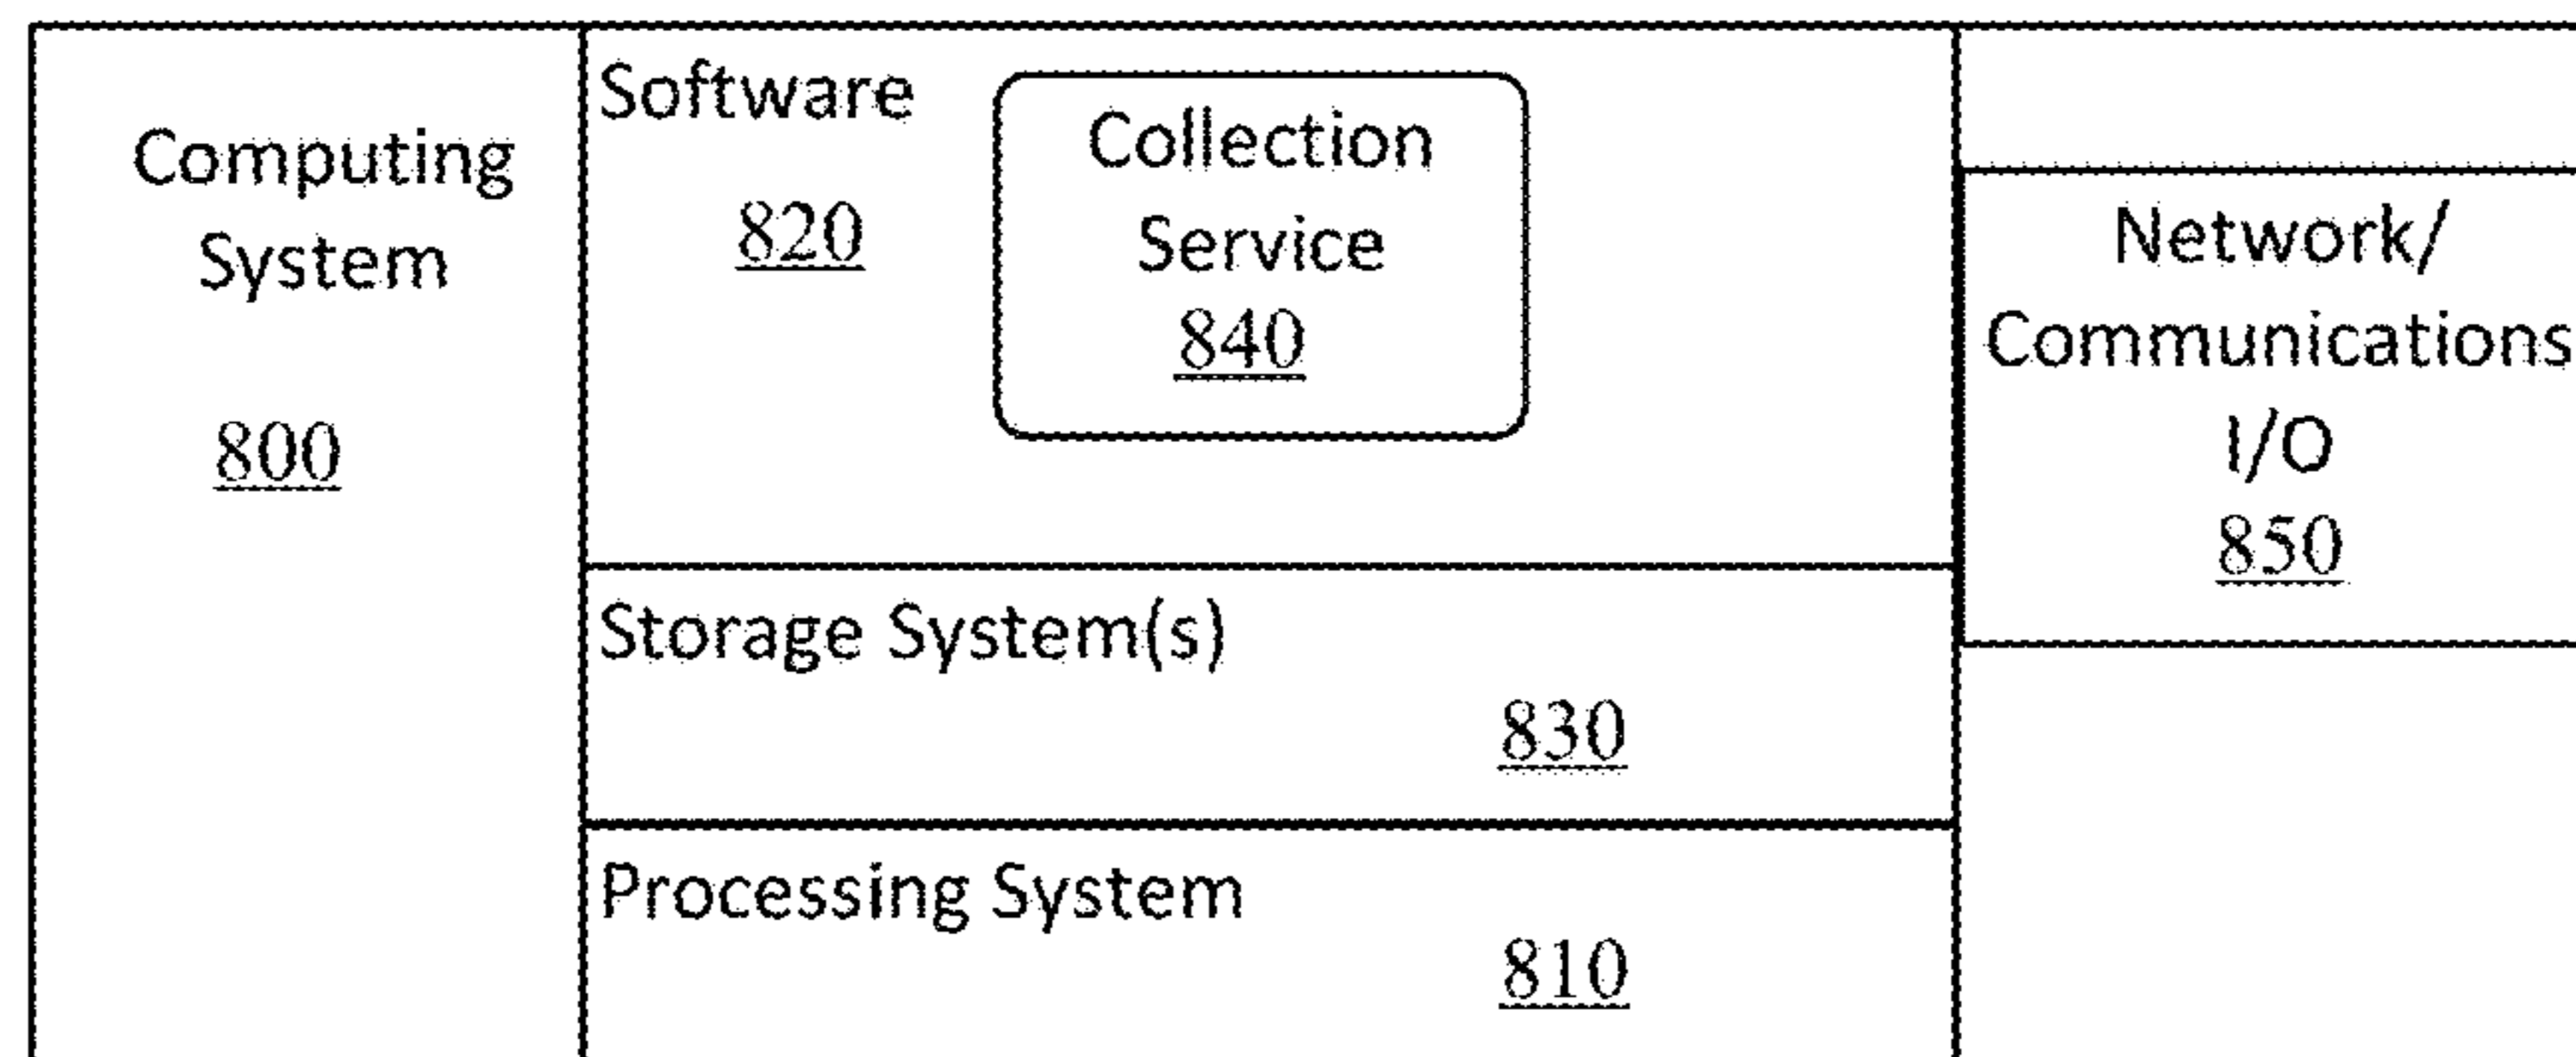 Computing
System
800
Software
820
Collection
Service
840
Storage System(s)
830
Processing System
810
Network/
Communications
I/O
850